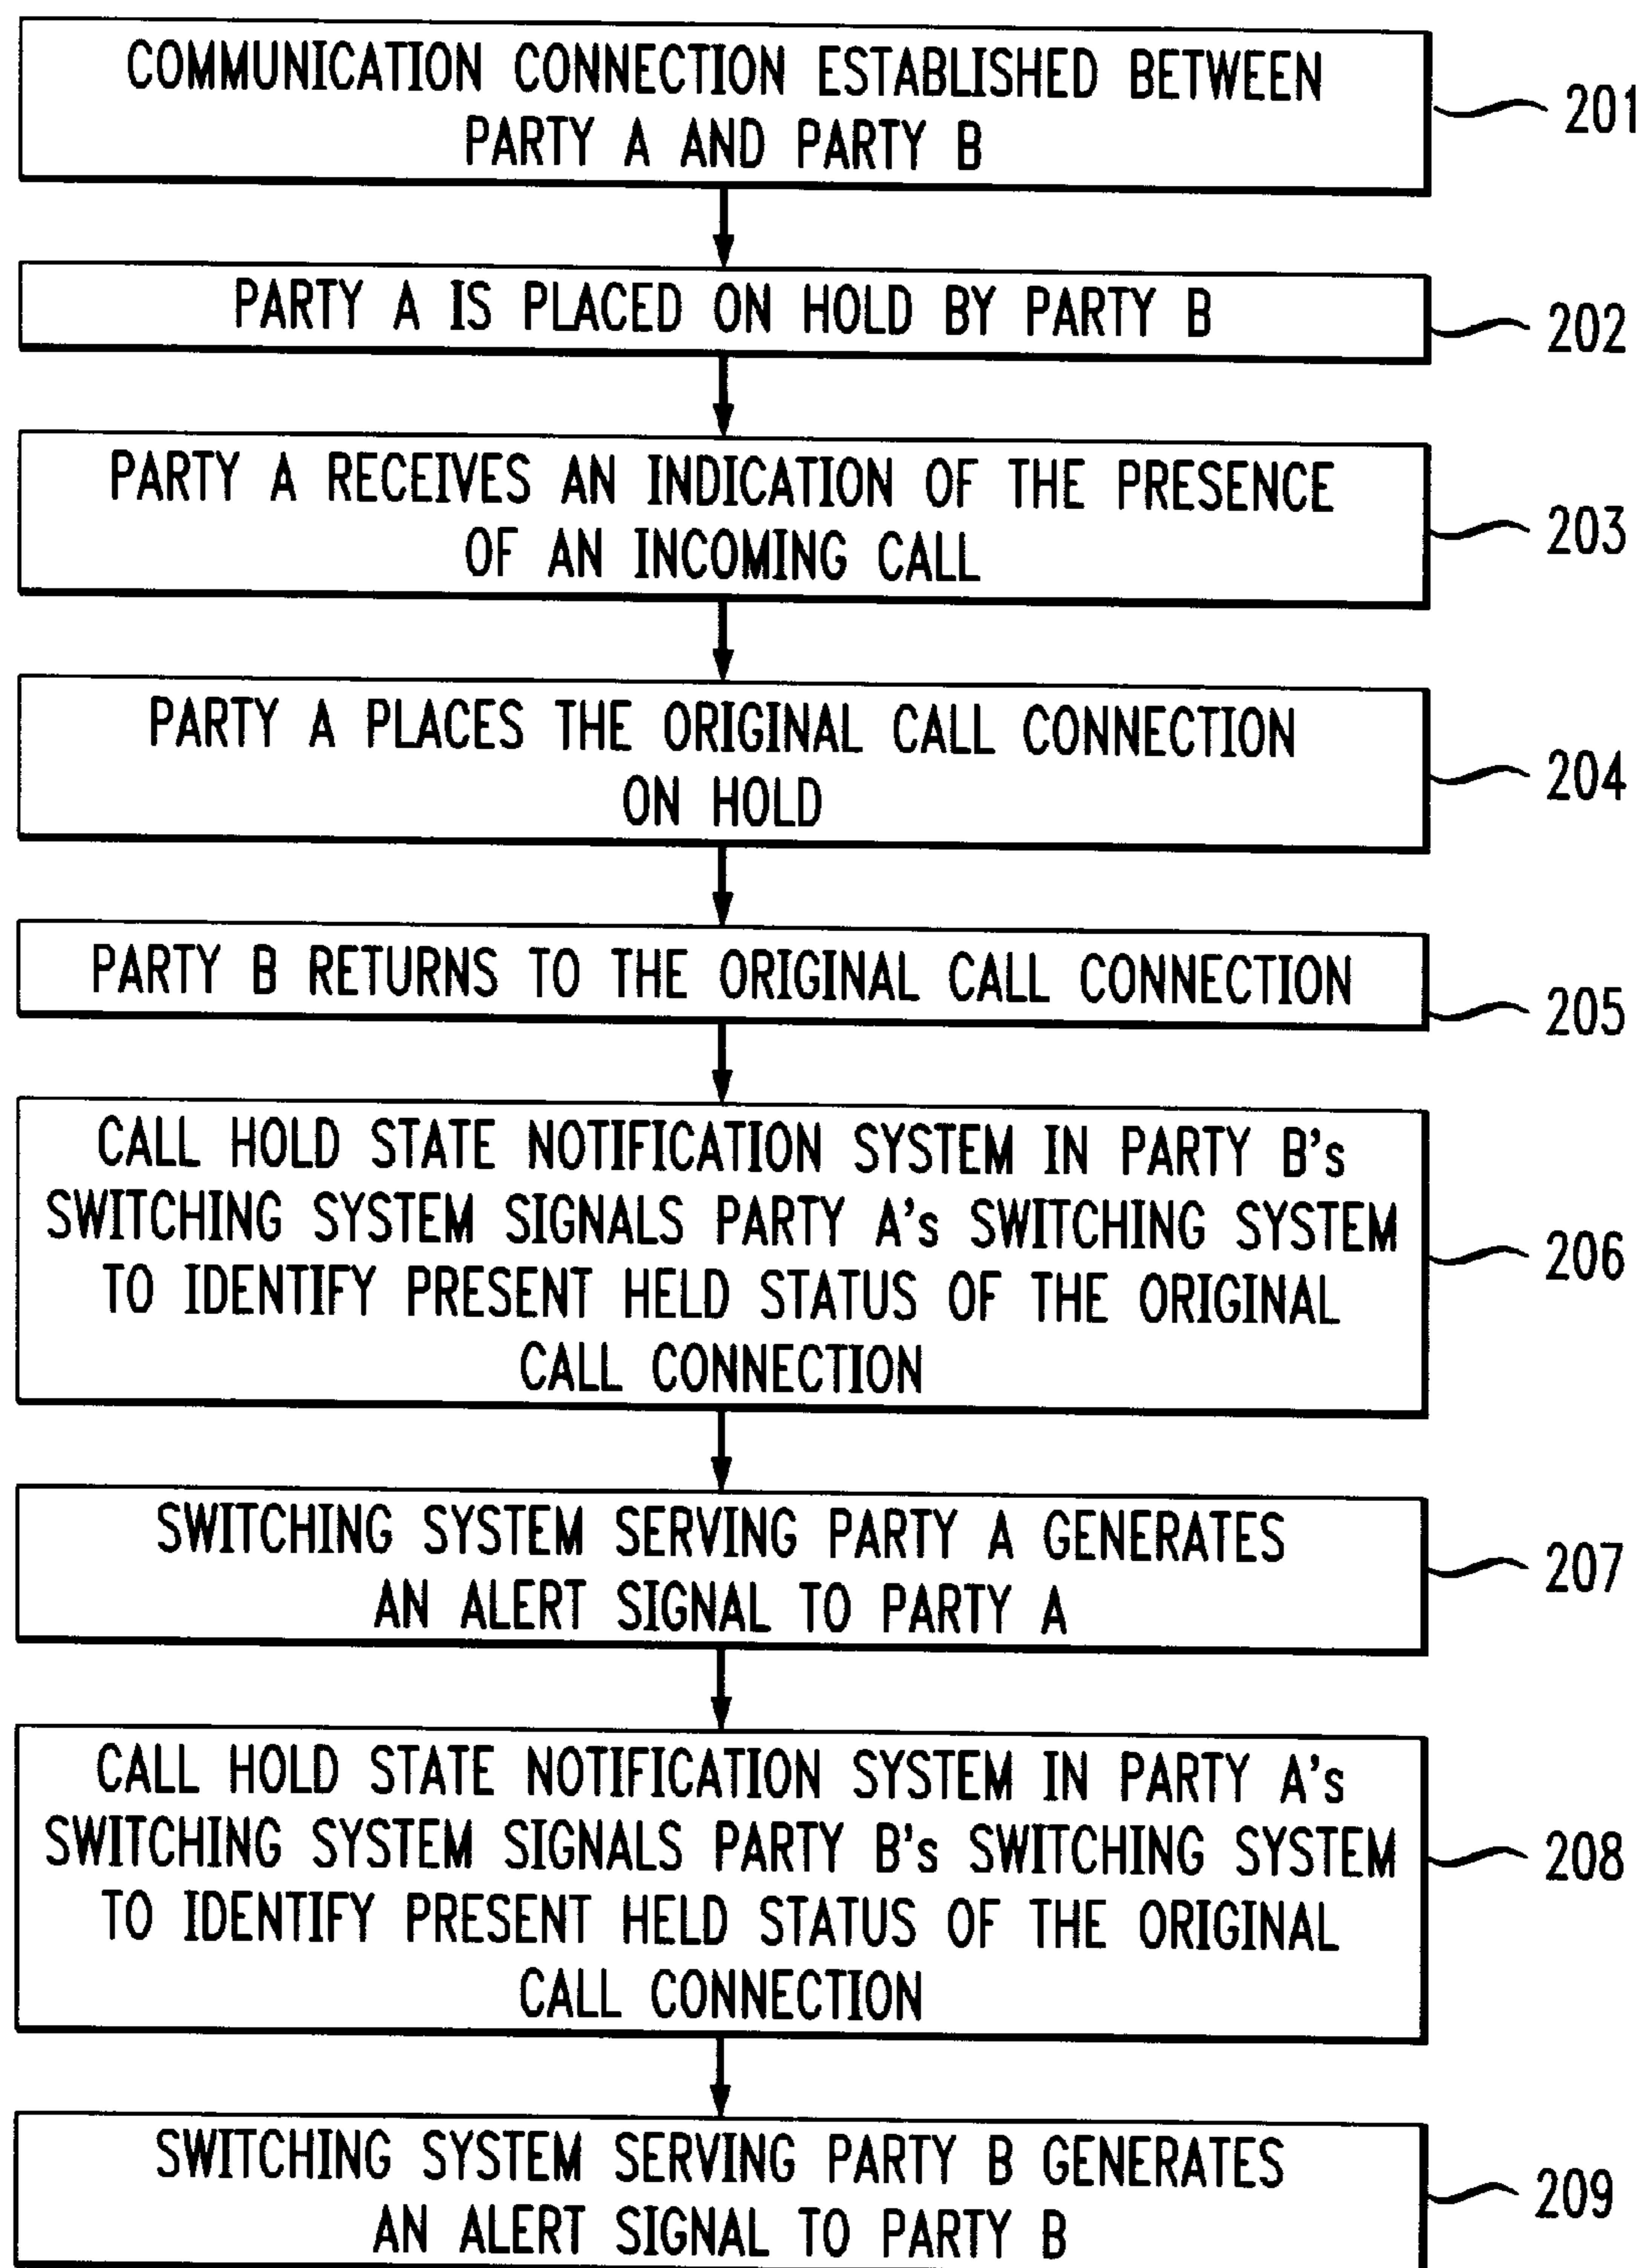 COMMUNICATION CONNECTION ESTABLISHED BETWEEN
PARTY A AND PARTY B
201
PARTY A IS PLACED ON HOLD BY PARTY B
202
PARTY A RECEIVES AN INDICATION OF THE PRESENCE
OF AN INCOMING CALL
203
PARTY A PLACES THE ORIGINAL CALL CONNECTION
ON HOLD
204
PARTY B RETURNS TO THE ORIGINAL CALL CONNECTION
205
CALL HOLD STATE NOTIFICATION SYSTEM IN PARTY B's
SWITCHING SYSTEM SIGNALS PARTY A's SWITCHING SYSTEM
TO IDENTIFY PRESENT HELD STATUS OF THE ORIGINAL
CALL CONNECTION
206
SWITCHING SYSTEM SERVING PARTY A GENERATES
AN ALERT SIGNAL TO PARTY A
207
CALL HOLD STATE NOTIFICATION SYSTEM IN PARTY A's
SWITCHING SYSTEM SIGNALS PARTY B's SWITCHING SYSTEM
TO IDENTIFY PRESENT HELD STATUS OF THE ORIGINAL
CALL CONNECTION
208
SWITCHING SYSTEM SERVING PARTY B GENERATES
AN ALERT SIGNAL TO PARTY B
209